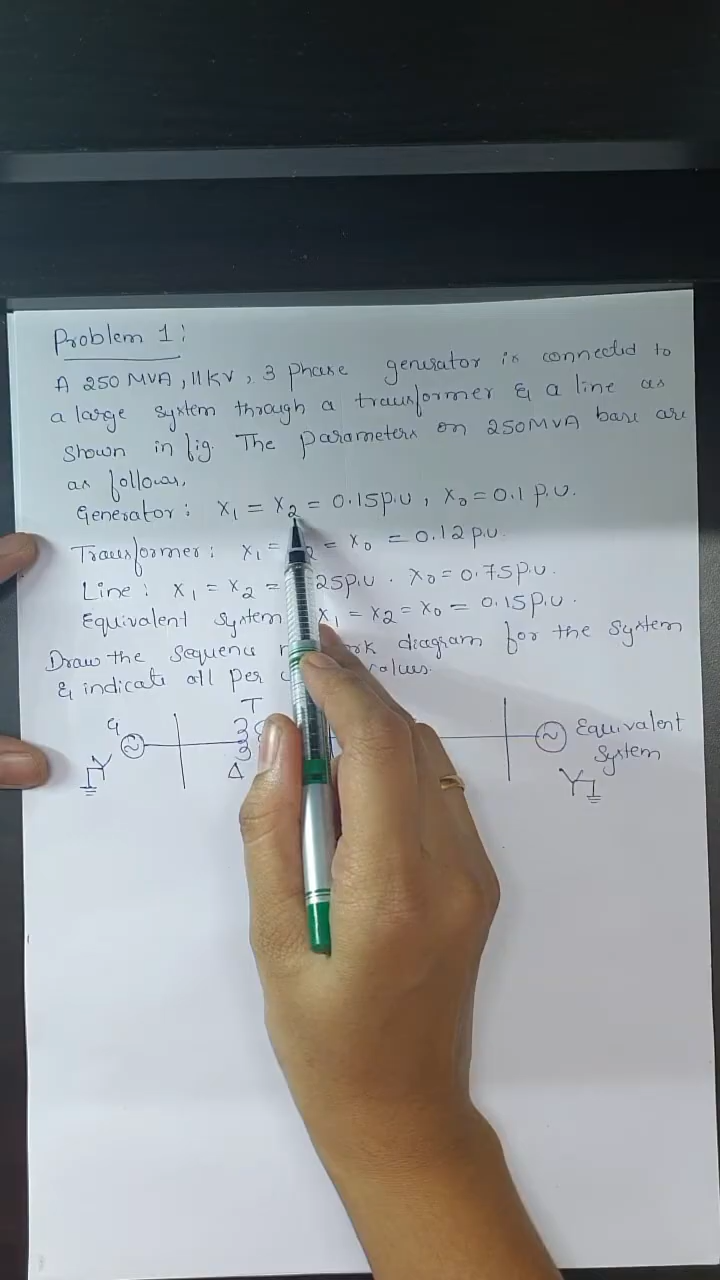 Problem 1:
A 250 MVA, 11KV, 3 phase generator is connected to
a large system through a transformer & a line as
shown in fig. The parameters on 250MVA base are
as follows,
Generator: X1 = X2 = 0.15p.u, X0 = 0.1 p.u.
Transformer: X1 = 2 = X0 = 0.12 p.u.
Line: X1 = X2 = 25p.u. X0 = 0.75p.u.
Equivalent system X1 = X2 = X0 = 0.15p.u.
Draw the sequence diagram for the system
& indicate all per values.
T
G
Equivalent
System
Δ